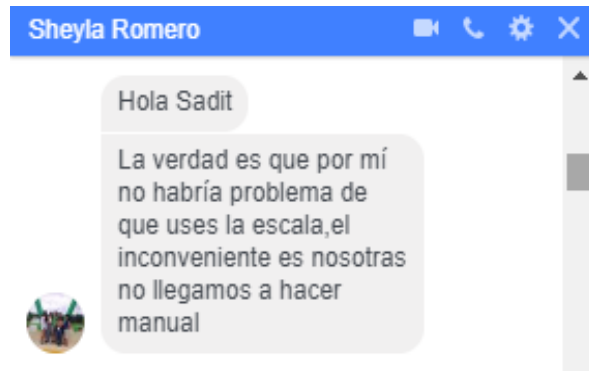 Sheyla Romero
Hola Sadit
La verdad es que por mí
no habría problema de
que uses la escala,el
inconveniente es nosotras
no llegamos a hacer
manual